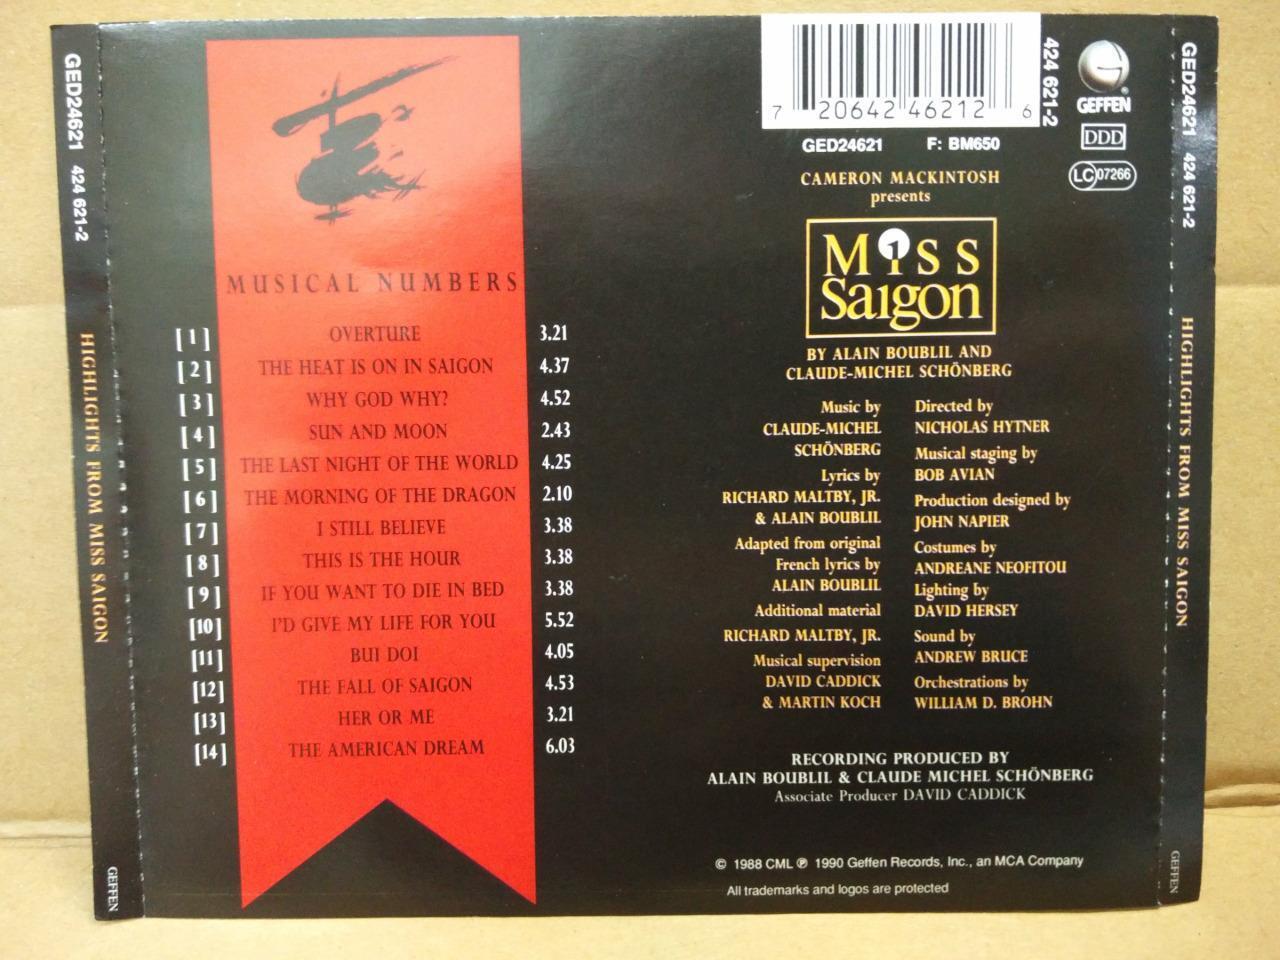 GED24621 424 621-2
HIGHLIGHTS FROM MISS SAIGON
GEFFEN
MUSICAL NUMBERS
[1] OVERTURE 3.21
[2] THE HEAT IS ON IN SAIGON 4.37
[3] WHY GOD WHY? 4.52
[4] SUN AND MOON 2.43
[5] THE LAST NIGHT OF THE WORLD 4.25
[6] THE MORNING OF THE DRAGON 2.10
[7] I STILL BELIEVE 3.38
[8] THIS IS THE HOUR 3.38
[9] IF YOU WANT TO DIE IN BED 3.38
[10] I'D GIVE MY LIFE FOR YOU 5.52
[11] BUI DOI 4.05
[12] THE FALL OF SAIGON 4.53
[13] HER OR ME 3.21
[14] THE AMERICAN DREAM 6.03
7 20642 46212 6
424 621-2
GEFFEN
DDD
LC 07266
GED24621 F: BM650
CAMERON MACKINTOSH
presents
Miss
Saigon
BY ALAIN BOUBLIL AND
CLAUDE-MICHEL SCHÖNBERG
Music by
CLAUDE-MICHEL
SCHÖNBERG
Lyrics by
RICHARD MALTBY, JR.
& ALAIN BOUBLIL
Adapted from original
French lyrics by
ALAIN BOUBLIL
Additional material
RICHARD MALTBY, JR.
Musical supervision
DAVID CADDICK
& MARTIN KOCH
Directed by
NICHOLAS HYTNER
Musical staging by
BOB AVIAN
Production designed by
JOHN NAPIER
Costumes by
ANDREANE NEOFITOU
Lighting by
DAVID HERSEY
Sound by
ANDREW BRUCE
Orchestrations by
WILLIAM D. BROHN
RECORDING PRODUCED BY
ALAIN BOUBLIL & CLAUDE MICHEL SCHÖNBERG
Associate Producer DAVID CADDICK
© 1988 CML ℗ 1990 Geffen Records, Inc., an MCA Company
All trademarks and logos are protected
GED24621 424 621-2
HIGHLIGHTS FROM MISS SAIGON
GEFFEN